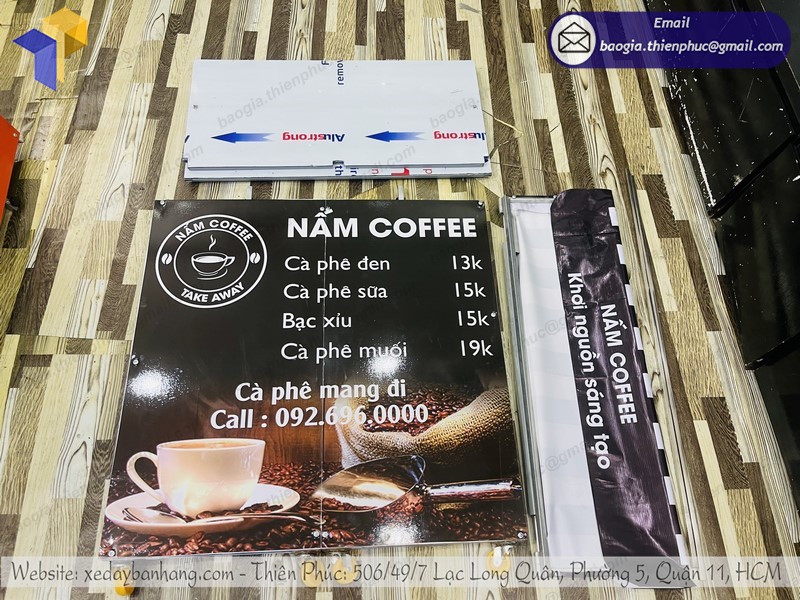 Email
baogia.thienphuc@gmail.com
Alustrong
Alustrong
NẤM COFFEE
TAKE AWAY
NẤM COFFEE
Cà phê đen 13k
Cà phê sữa 15k
Bạc xỉu 15k
Cà phê muối 19k
Cà phê mang đi
Call : 092.696.0000
NẤM COFFEE
Khơi nguồn sáng tạo
Website: xedaybanhang.com - Thiên Phúc: 506/49/7 Lạc Long Quân, Phường 5, Quận 11, HCM